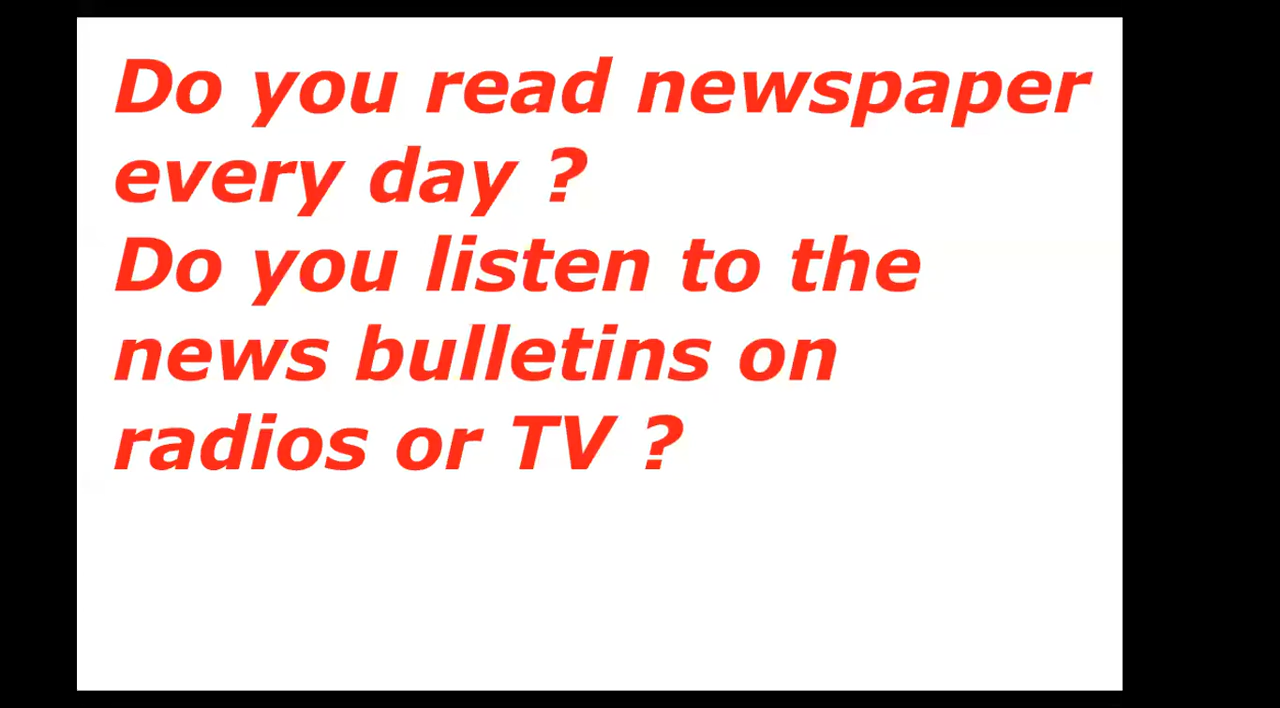 Do you read newspaper
every day ?
Do you listen to the
news bulletins on
radios or TV ?